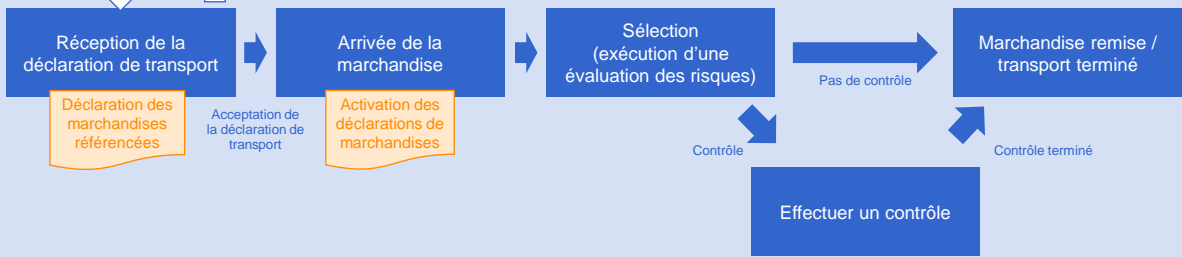 Réception de la
déclaration de transport
Arrivée de la
marchandise
Sélection
(exécution d'une
évaluation des risques)
Marchandise remise /
transport terminé
Pas de contrôle
Déclaration des
marchandises
référencées
Acceptation de
la déclaration de
transport
Activation des
déclarations de
marchandises
Contrôle
Contrôle terminé
Effectuer un contrôle